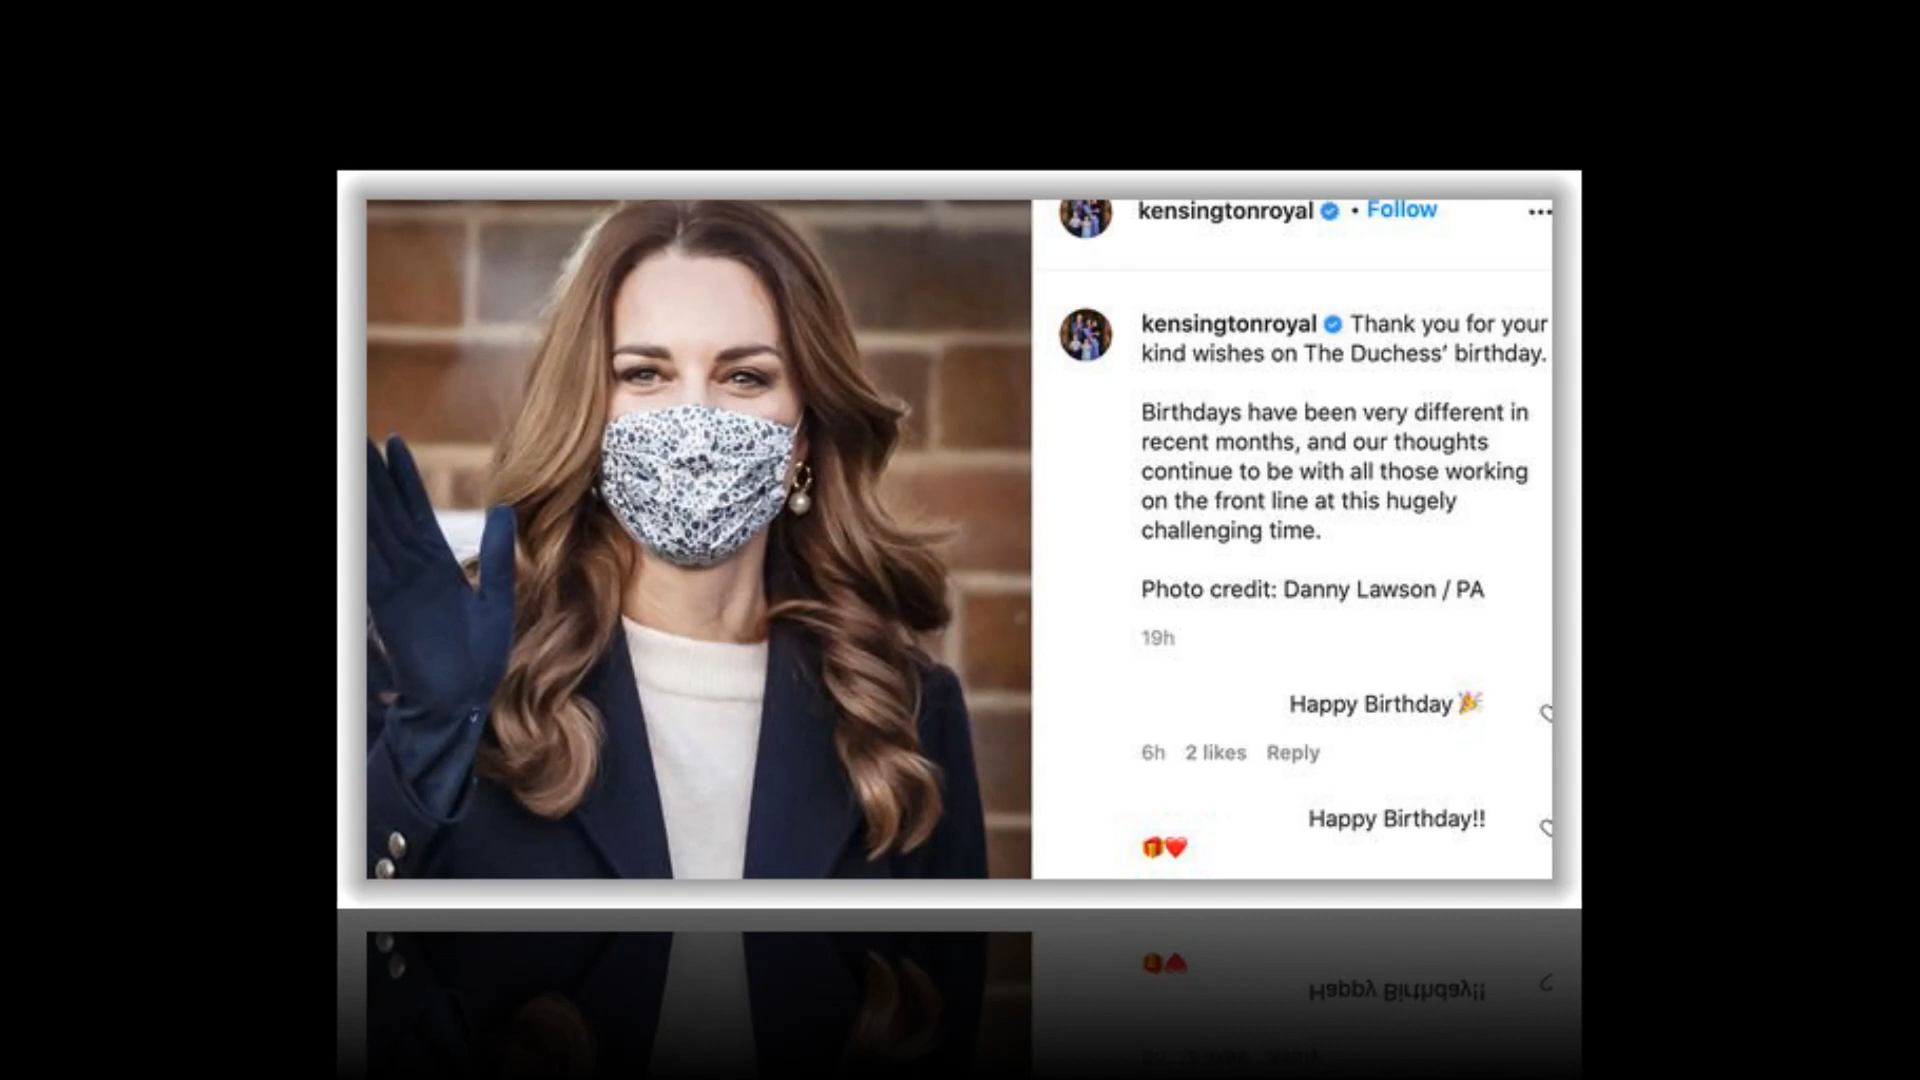 kensingtonroyal • Follow
kensingtonroyal Thank you for your
kind wishes on The Duchess’ birthday.
Birthdays have been very different in
recent months, and our thoughts
continue to be with all those working
on the front line at this hugely
challenging time.
Photo credit: Danny Lawson / PA
19h
Happy Birthday 🎉
6h 2 likes Reply
Happy Birthday!!
🎁❤️